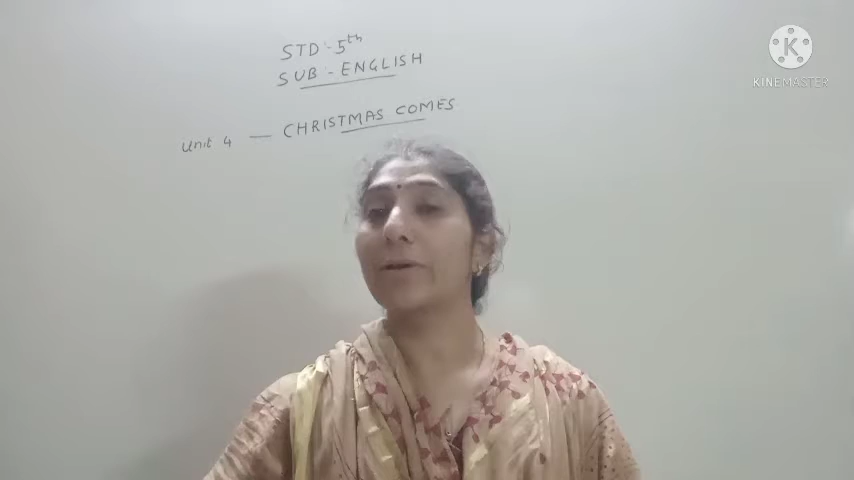 STD :- 5th
SUB - ENGLISH
Unit 4 — CHRISTMAS COMES
K
KINEMASTER